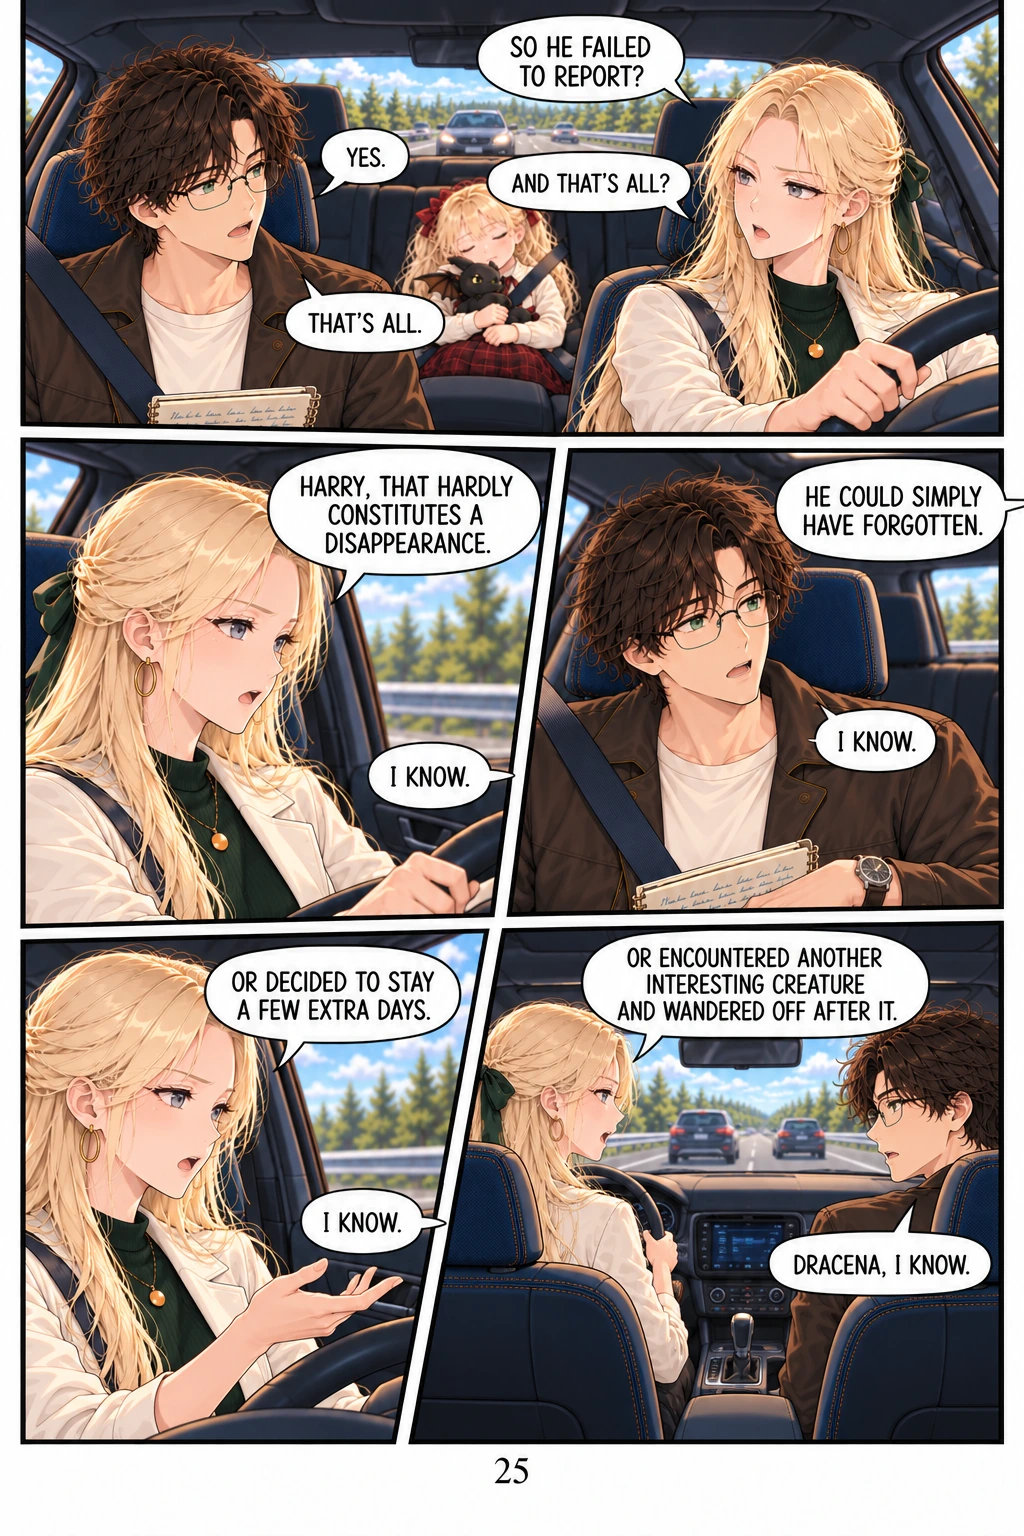 SO HE FAILED
TO REPORT?
YES.
AND THAT'S ALL?
THAT'S ALL.
HARRY, THAT HARDLY
CONSTITUTES A
DISAPPEARANCE.
I KNOW.
HE COULD SIMPLY
HAVE FORGOTTEN.
I KNOW.
OR DECIDED TO STAY
A FEW EXTRA DAYS.
I KNOW.
OR ENCOUNTERED ANOTHER
INTERESTING CREATURE
AND WANDERED OFF AFTER IT.
DRACENA, I KNOW.
25